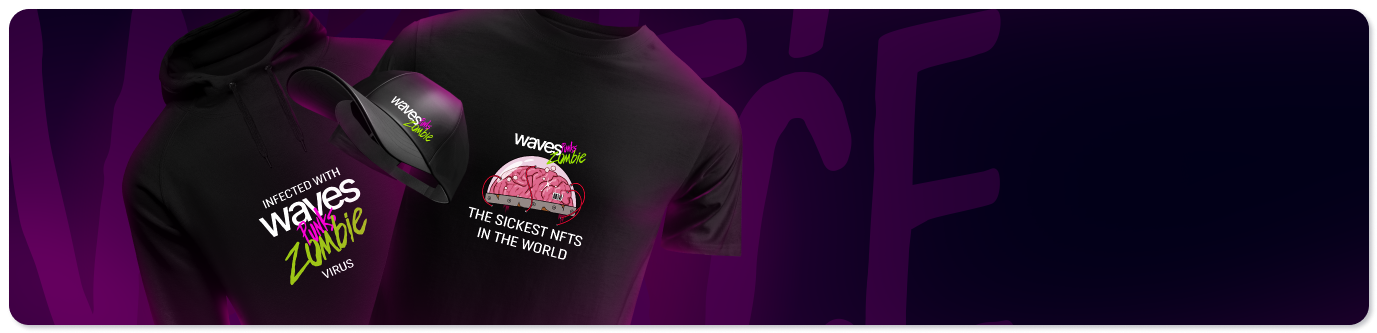 INFECTED WITH
waves
Punks
Zombie
VIRUS
waves
Punks
Zombie
waves
Punks
Zombie
THE SICKEST NFTS
IN THE WORLD